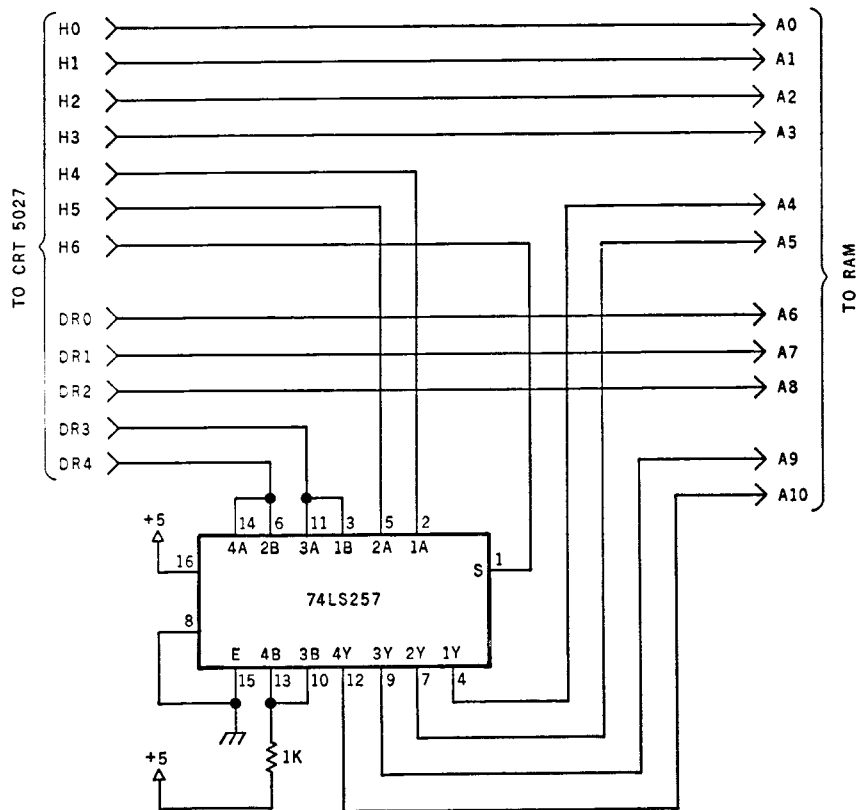 H0 A0
H1 A1
H2 A2
H3 A3
H4
H5 A4
H6 A5
TO CRT 5027
TO RAM
DR0 A6
DR1 A7
DR2 A8
DR3
DR4 A9
A10
+5 14 6 11 3 5 2
4A 2B 3A 1B 2A 1A
16 S 1
74LS257
8
E 4B 3B 4Y 3Y 2Y 1Y
15 13 10 12 9 7 4
+5 1K